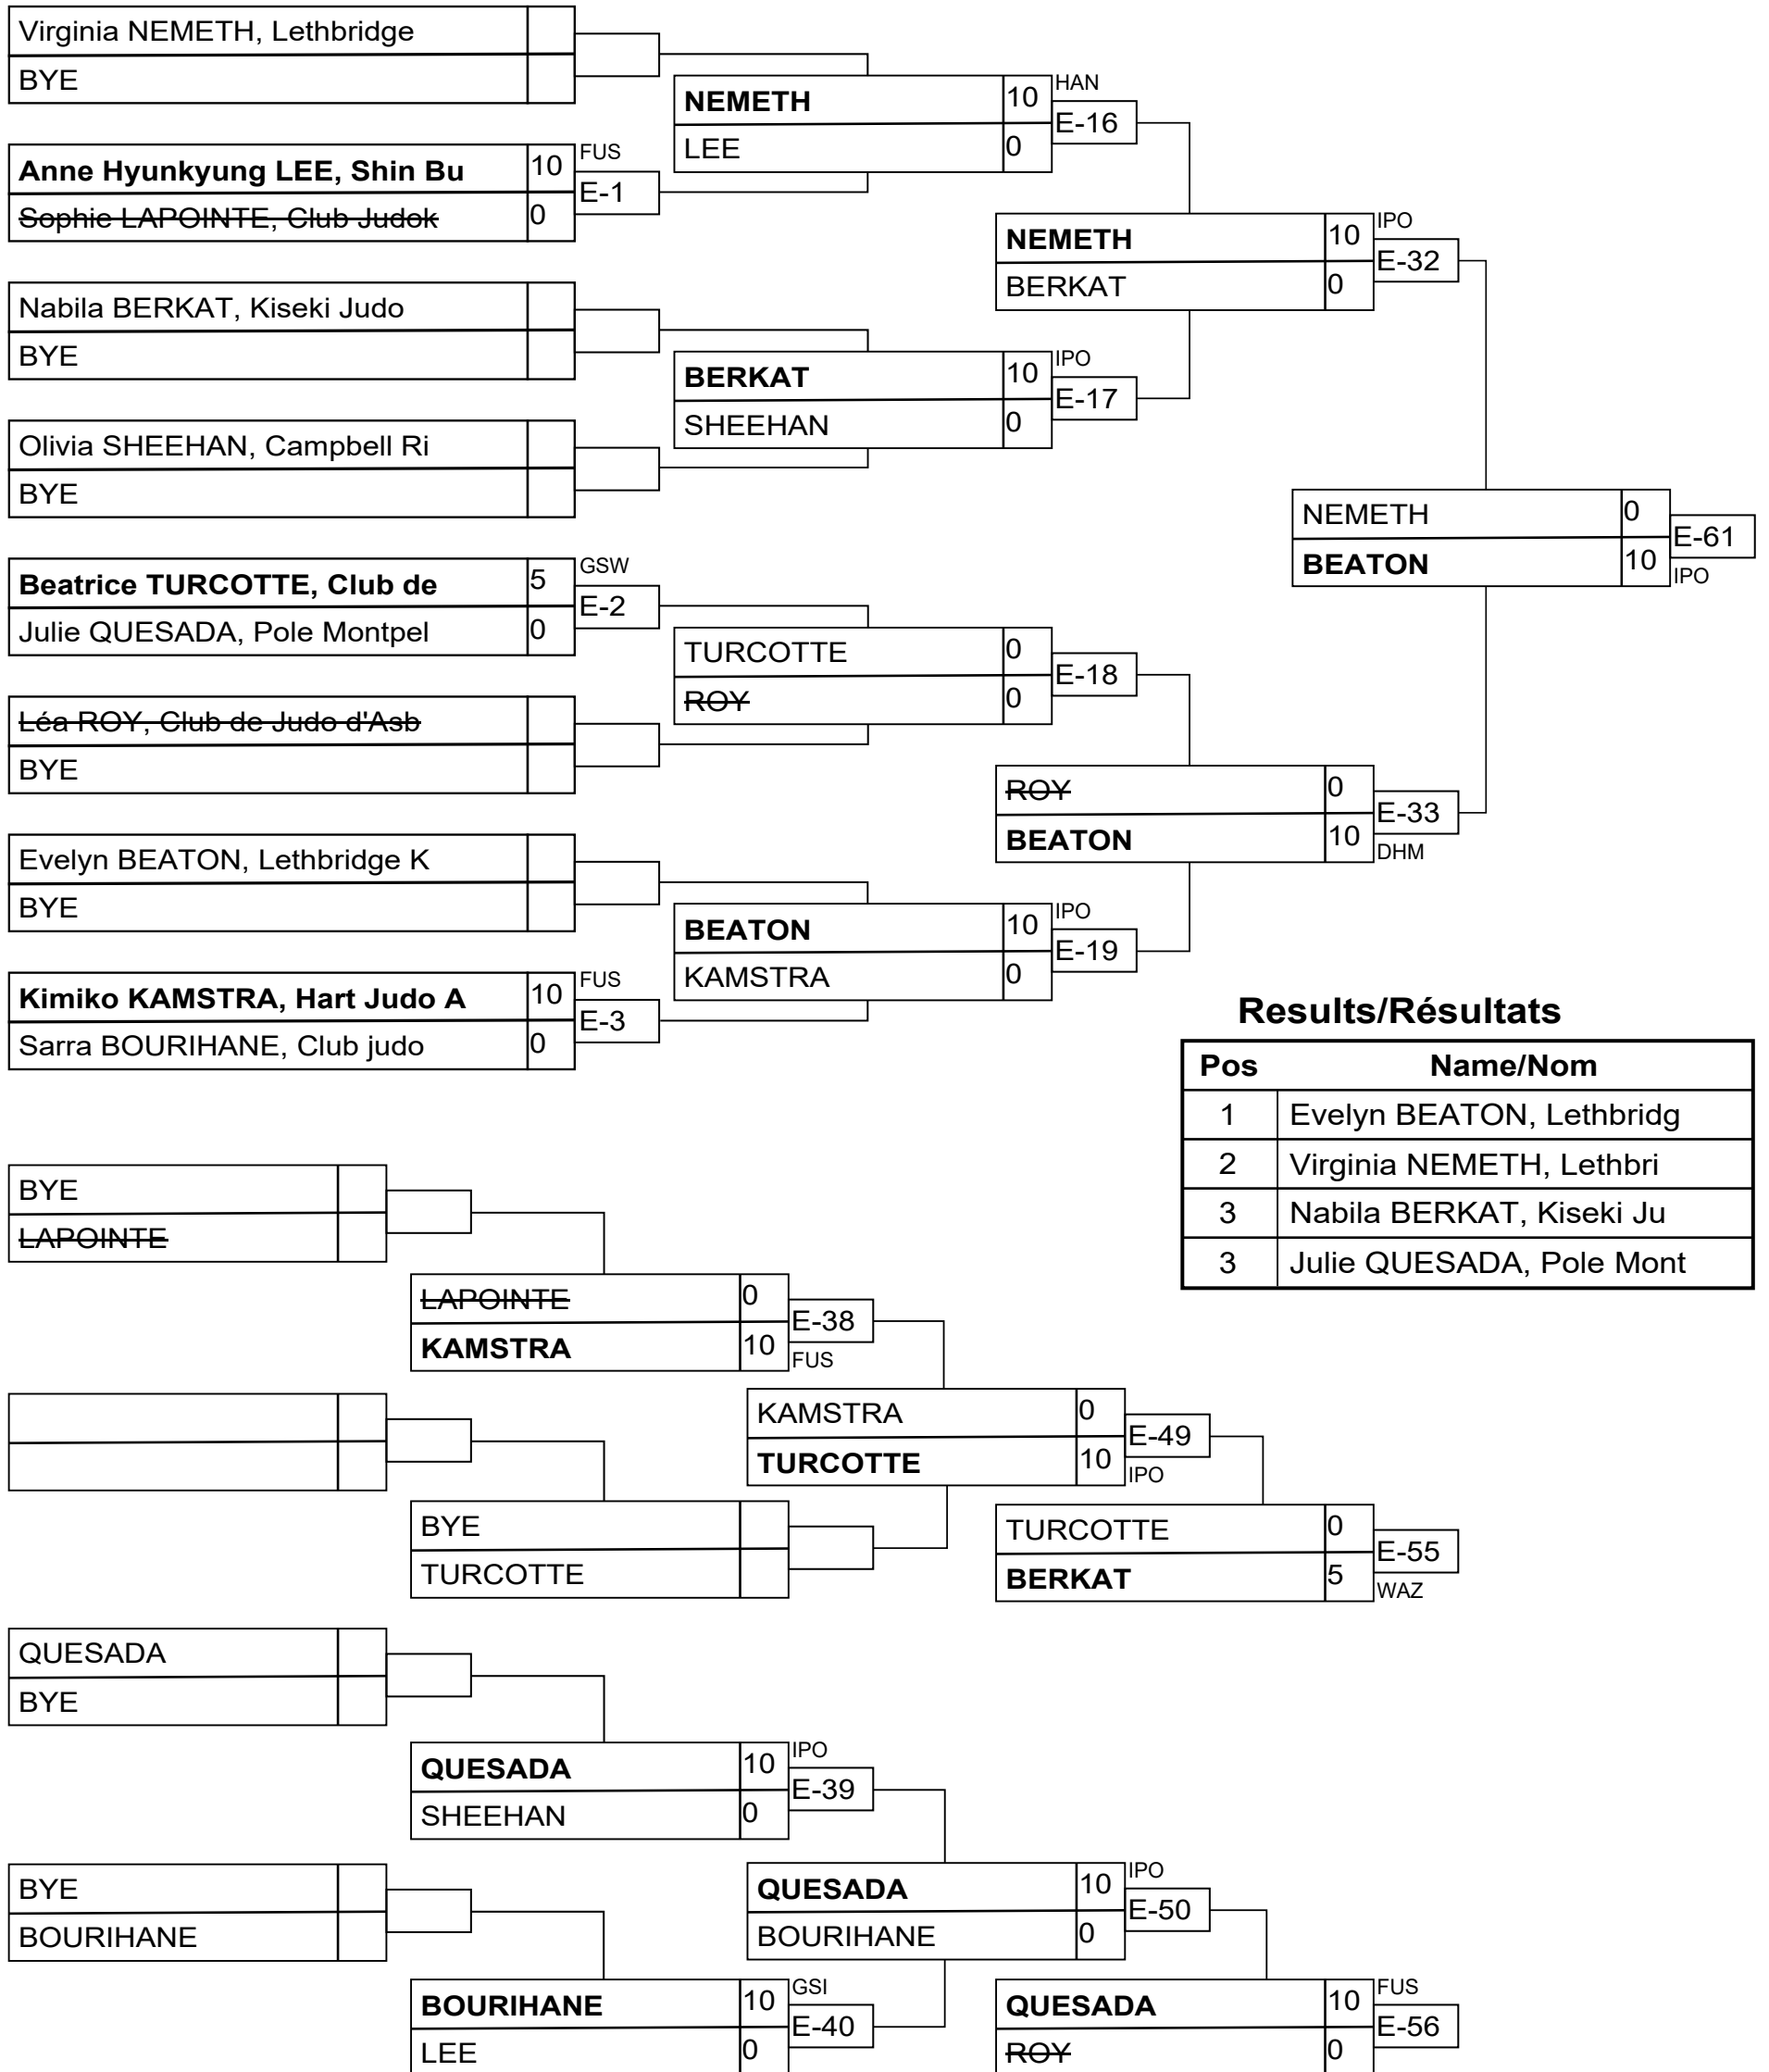 Virginia NEMETH, Lethbridge
BYE
NEMETH 10 HAN
E-16
LEE 0
Anne Hyunkyung LEE, Shin Bu 10 FUS
E-1
Sophie LAPOINTE, Club Judok 0
NEMETH 10 IPO
E-32
BERKAT 0
Nabila BERKAT, Kiseki Judo
BYE
BERKAT 10 IPO
E-17
SHEEHAN 0
Olivia SHEEHAN, Campbell Ri
BYE
NEMETH 0
E-61
BEATON 10 IPO
Beatrice TURCOTTE, Club de 5 GSW
E-2
Julie QUESADA, Pole Montpel 0
TURCOTTE 0
E-18
ROY 0
Léa ROY, Club de Judo d'Asb
BYE
ROY 0
E-33
BEATON 10 DHM
Evelyn BEATON, Lethbridge K
BYE
BEATON 10 IPO
E-19
KAMSTRA 0
Kimiko KAMSTRA, Hart Judo A 10 FUS
E-3
Sarra BOURIHANE, Club judo 0
Results/Résultats
Pos Name/Nom
1 Evelyn BEATON, Lethbridg
2 Virginia NEMETH, Lethbri
3 Nabila BERKAT, Kiseki Ju
3 Julie QUESADA, Pole Mont
BYE
LAPOINTE
LAPOINTE 0
E-38
KAMSTRA 10 FUS
KAMSTRA 0
E-49
TURCOTTE 10 IPO
BYE
TURCOTTE
TURCOTTE 0
E-55
BERKAT 5 WAZ
QUESADA
BYE
QUESADA 10 IPO
E-39
SHEEHAN 0
BYE
BOURIHANE
QUESADA 10 IPO
E-50
BOURIHANE 0
BOURIHANE 10 GSI
E-40
LEE 0
QUESADA 10 FUS
E-56
ROY 0